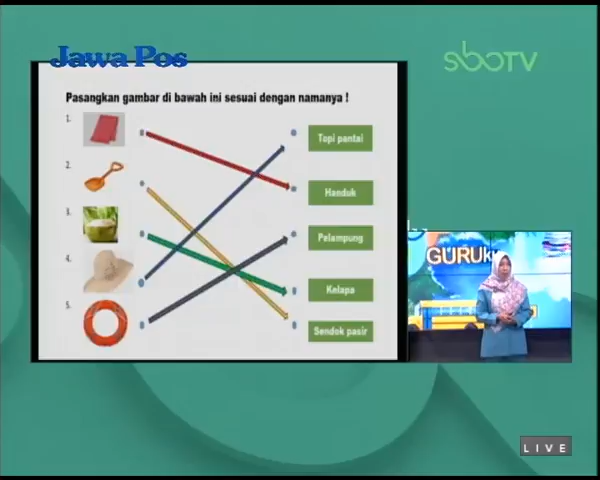 Jawa Pos
sboTV
Pasangkan gambar di bawah ini sesuai dengan namanya !
1.
Topi pantai
2.
Handuk
3.
Pelampung
4.
Kelapa
5.
Sendok pasir
GURUku
LIVE